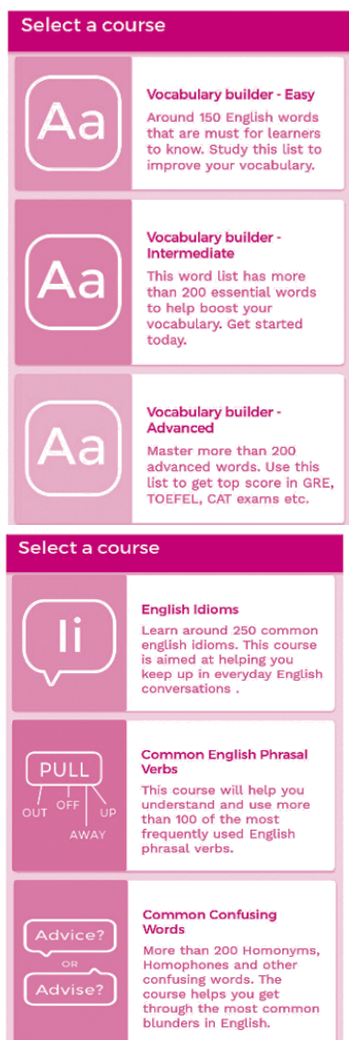 Select a course
Aa
Vocabulary builder - Easy
Around 150 English words
that are must for learners
to know. Study this list to
improve your vocabulary.
Aa
Vocabulary builder -
Intermediate
This word list has more
than 200 essential words
to help boost your
vocabulary. Get started
today.
Aa
Vocabulary builder -
Advanced
Master more than 200
advanced words. Use this
list to get top score in GRE,
TOEFEL, CAT exams etc.
Select a course
Ii
English Idioms
Learn around 250 common
english idioms. This course
is aimed at helping you
keep up in everyday English
conversations .
PULL
OUT
OFF
UP
AWAY
Common English Phrasal
Verbs
This course will help you
understand and use more
than 100 of the most
frequently used English
phrasal verbs.
Advice?
OR
Advise?
Common Confusing
Words
More than 200 Homonyms,
Homophones and other
confusing words. The
course helps you get
through the most common
blunders in English.